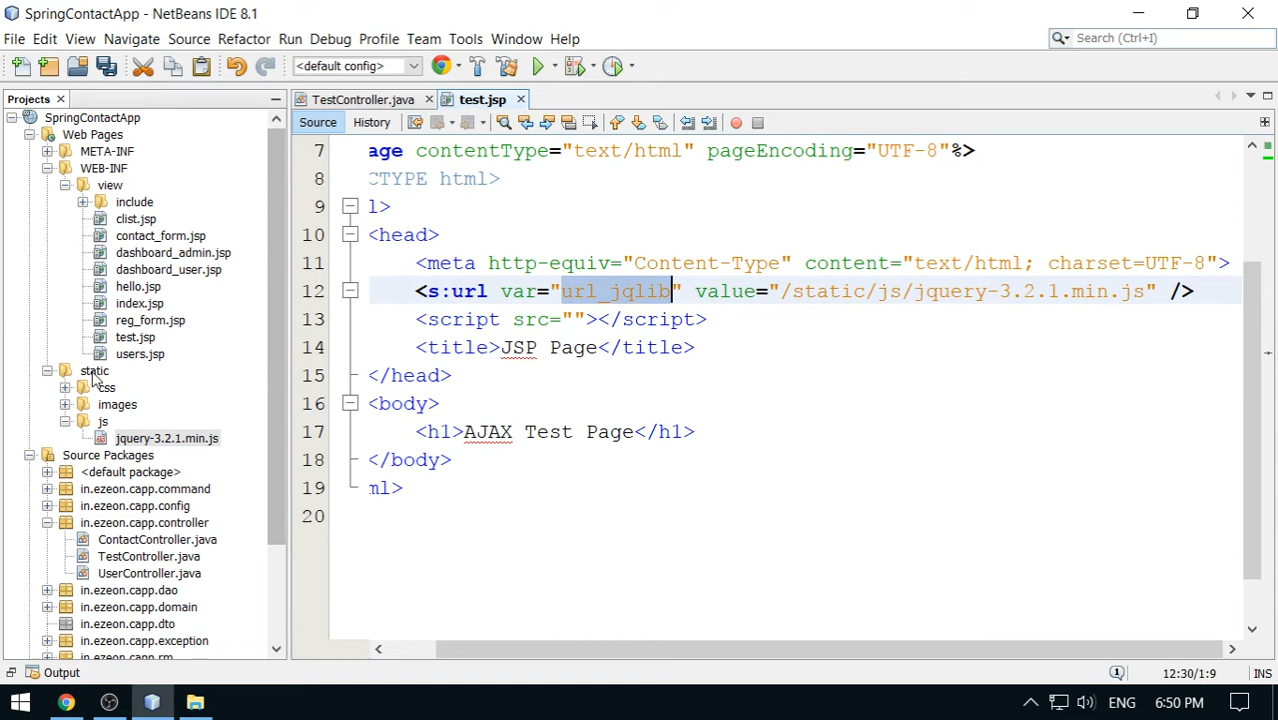 SpringContactApp - NetBeans IDE 8.1
File Edit View Navigate Source Refactor Run Debug Profile Team Tools Window Help
Search (Ctrl+I)
<default config>
Projects
TestController.java
test.jsp
Source History
SpringContactApp
Web Pages
META-INF
WEB-INF
view
include
clist.jsp
contact_form.jsp
dashboard_admin.jsp
dashboard_user.jsp
hello.jsp
index.jsp
reg_form.jsp
test.jsp
users.jsp
static
css
images
js
jquery-3.2.1.min.js
Source Packages
<default package>
in.ezeon.capp.command
in.ezeon.capp.config
in.ezeon.capp.controller
ContactController.java
TestController.java
UserController.java
in.ezeon.capp.dao
in.ezeon.capp.domain
in.ezeon.capp.dto
in.ezeon.capp.exception
in.ezeon.capp.rm
7 age contentType="text/html" pageEncoding="UTF-8"%>
8 CTYPE html>
9 l>
10 <head>
11 <meta http-equiv="Content-Type" content="text/html; charset=UTF-8">
12 <s:url var="url_jqlib" value="/static/js/jquery-3.2.1.min.js" />
13 <script src=""></script>
14 <title>JSP Page</title>
15 </head>
16 <body>
17 <h1>AJAX Test Page</h1>
18 </body>
19 ml>
20
Output
12:30/1:9 INS
ENG 6:50 PM